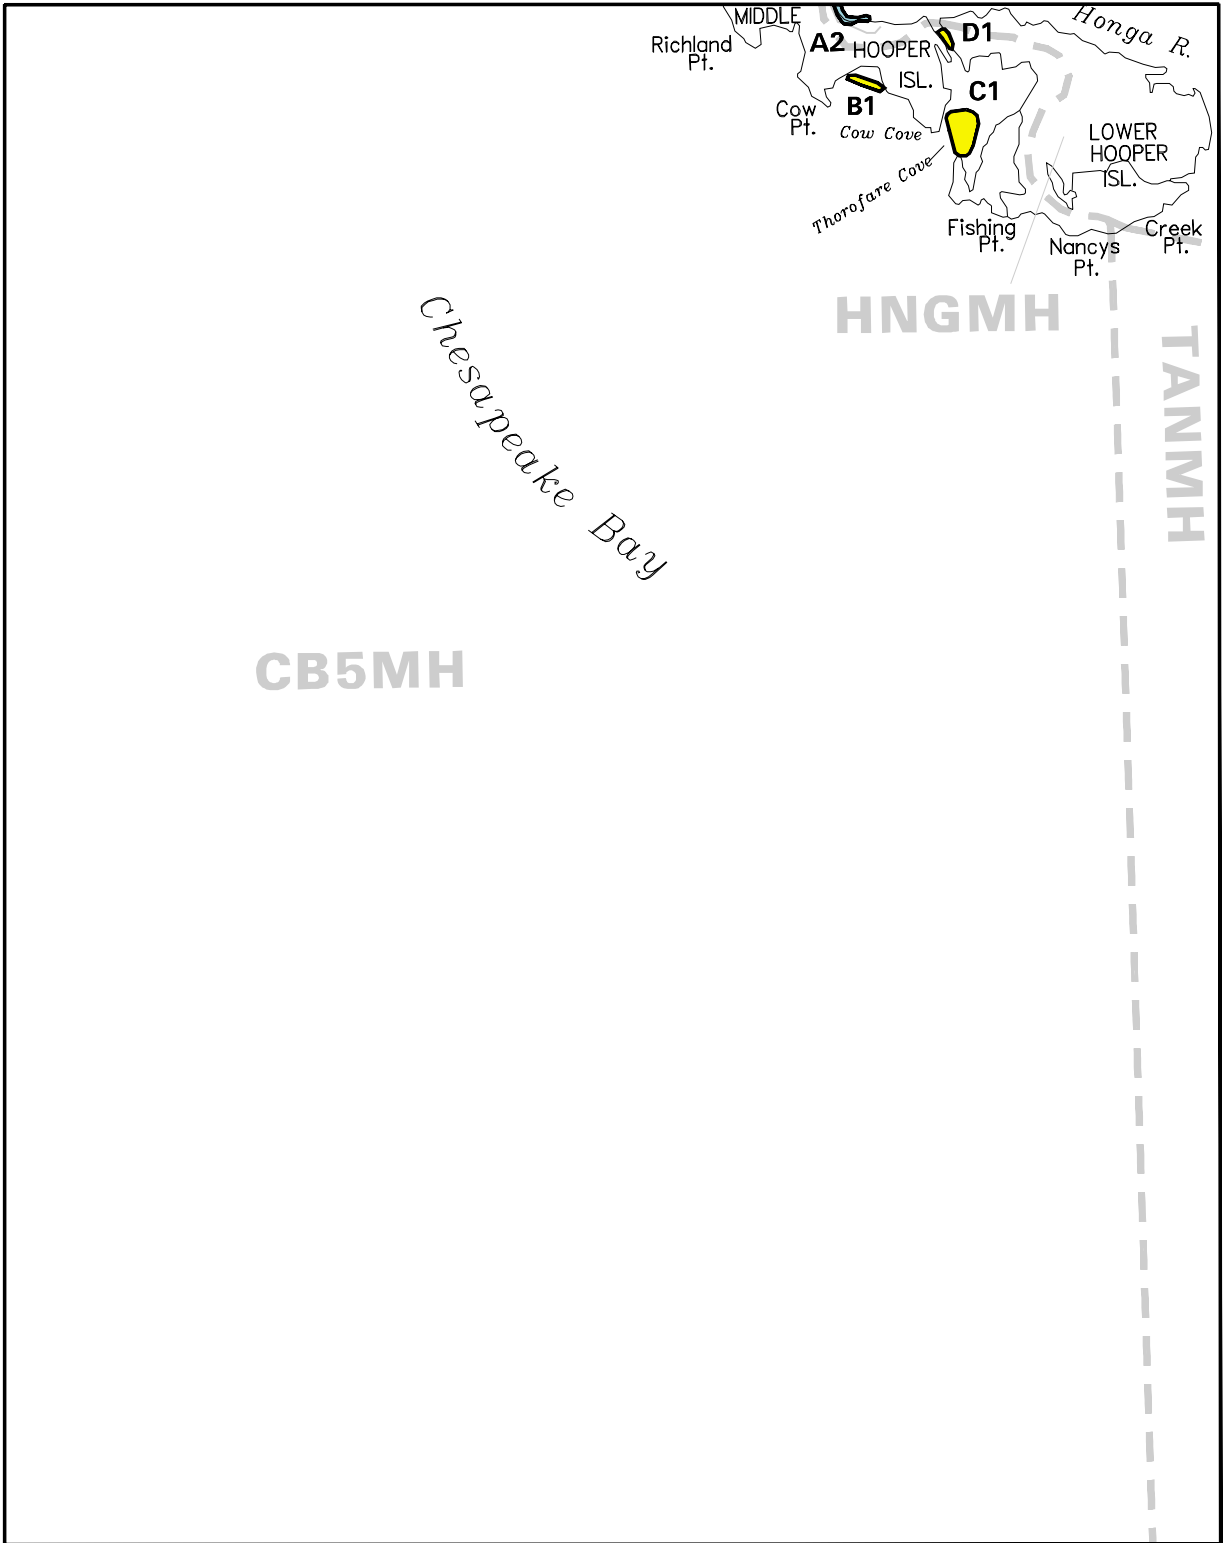 MIDDLE
HOOPER
ISL.
Richland
Pt.
A2
D1
Honga R.
C1
B1
Cow
Pt.
Cow Cove
Thorofare Cove
LOWER
HOOPER
ISL.
Fishing
Pt.
Nancys
Pt.
Creek
Pt.
HNGMH
TANMH
Chesapeake Bay
CB5MH